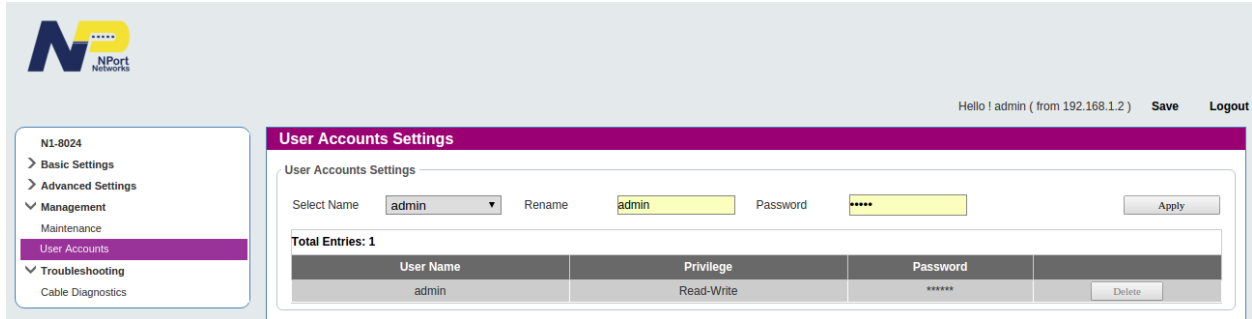 NP
NPort
Networks
Hello ! admin ( from 192.168.1.2 ) Save Logout
N1-8024
Basic Settings
Advanced Settings
Management
Maintenance
User Accounts
Troubleshooting
Cable Diagnostics
User Accounts Settings
User Accounts Settings
Select Name admin Rename admin Password ••••• Apply
Total Entries: 1
User Name Privilege Password
admin Read-Write ****** Delete